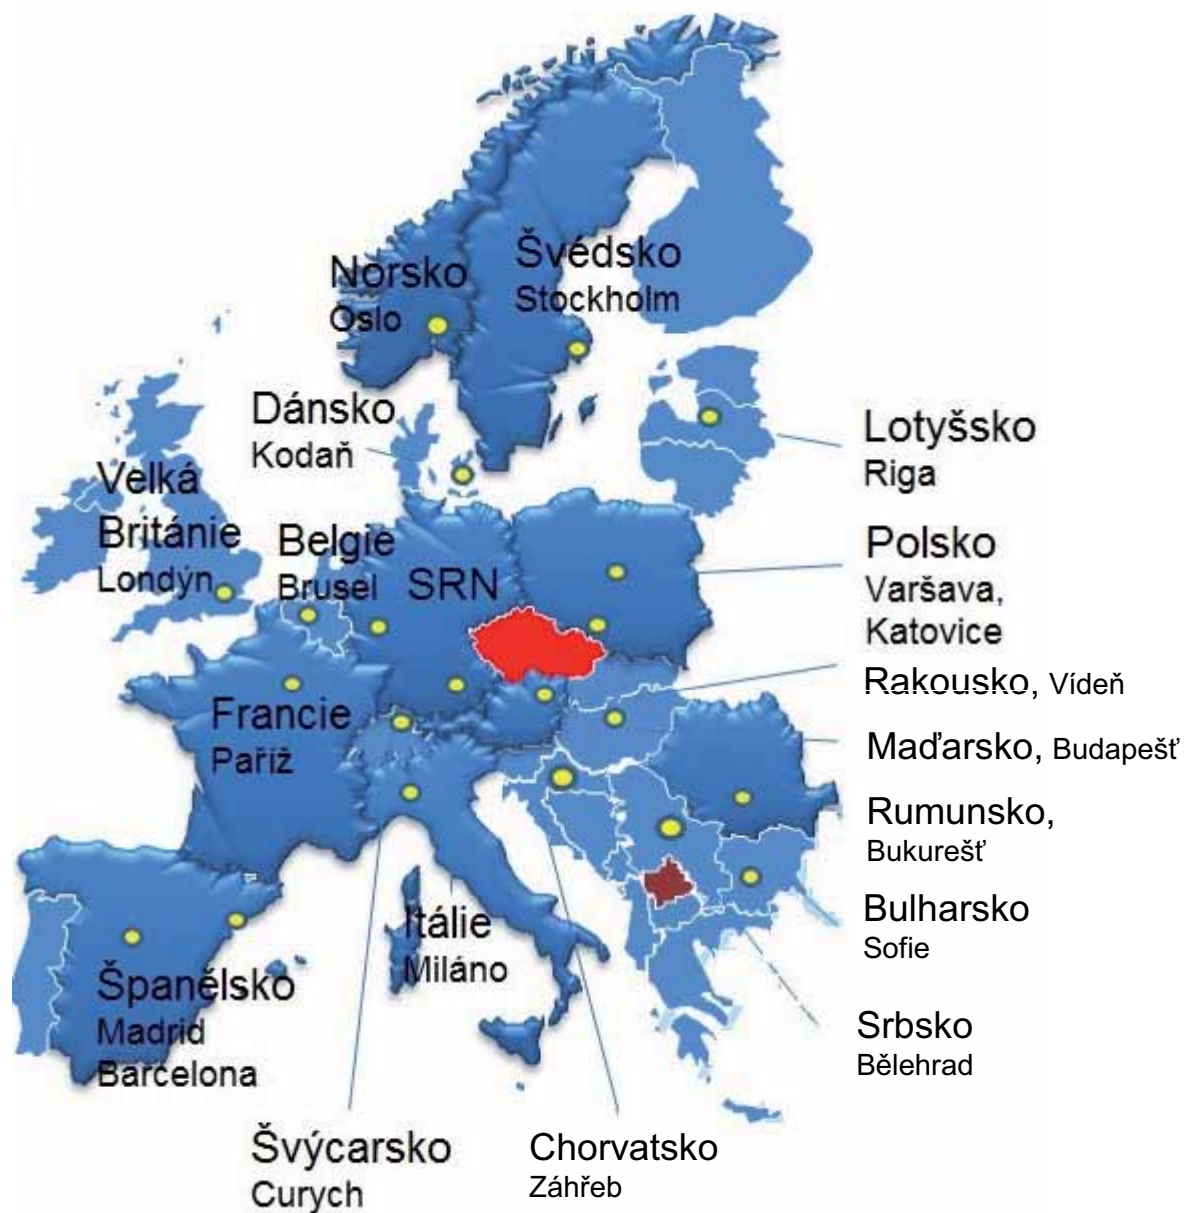 Norsko
Oslo
Švédsko
Stockholm
Dánsko
Kodaň
Velká
Británie
Londýn
Belgie
Brusel
SRN
Lotyšsko
Riga
Polsko
Varšava,
Katovice
Rakousko, Vídeň
Maďarsko, Budapešť
Rumunsko,
Bukurešť
Bulharsko
Sofie
Srbsko
Bělehrad
Francie
Paříž
Itálie
Miláno
Španělsko
Madrid
Barcelona
Švýcarsko
Curych
Chorvatsko
Záhřeb